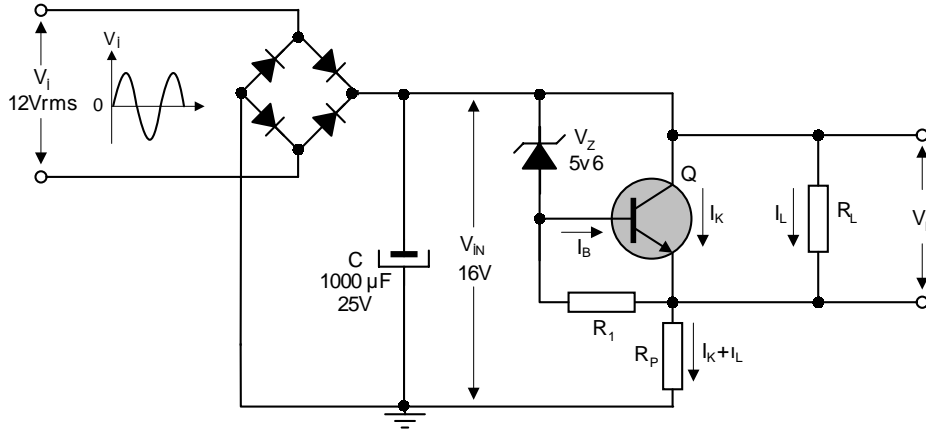 Vi
12Vrms
Vi
0
VZ
5v6
Q
IB
IK
IL
RL
C
1000 µF
25V
ViN
16V
R1
RP
IK+IL